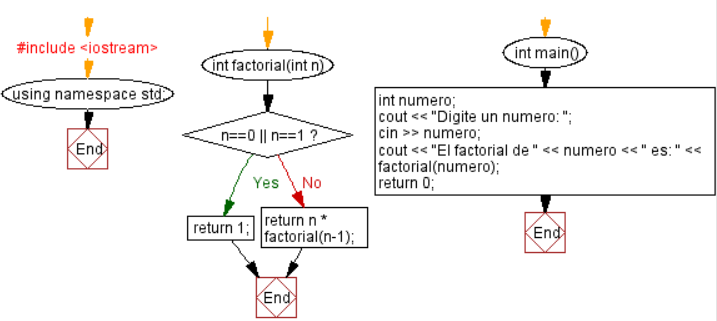 #include <iostream>
using namespace std;
End
int factorial(int n)
n==0 || n==1 ?
Yes
No
return 1;
return n *
factorial(n-1);
End
int main()
int numero;
cout << "Digite un numero: ";
cin >> numero;
cout << "El factorial de " << numero << " es: " <<
factorial(numero);
return 0;
End